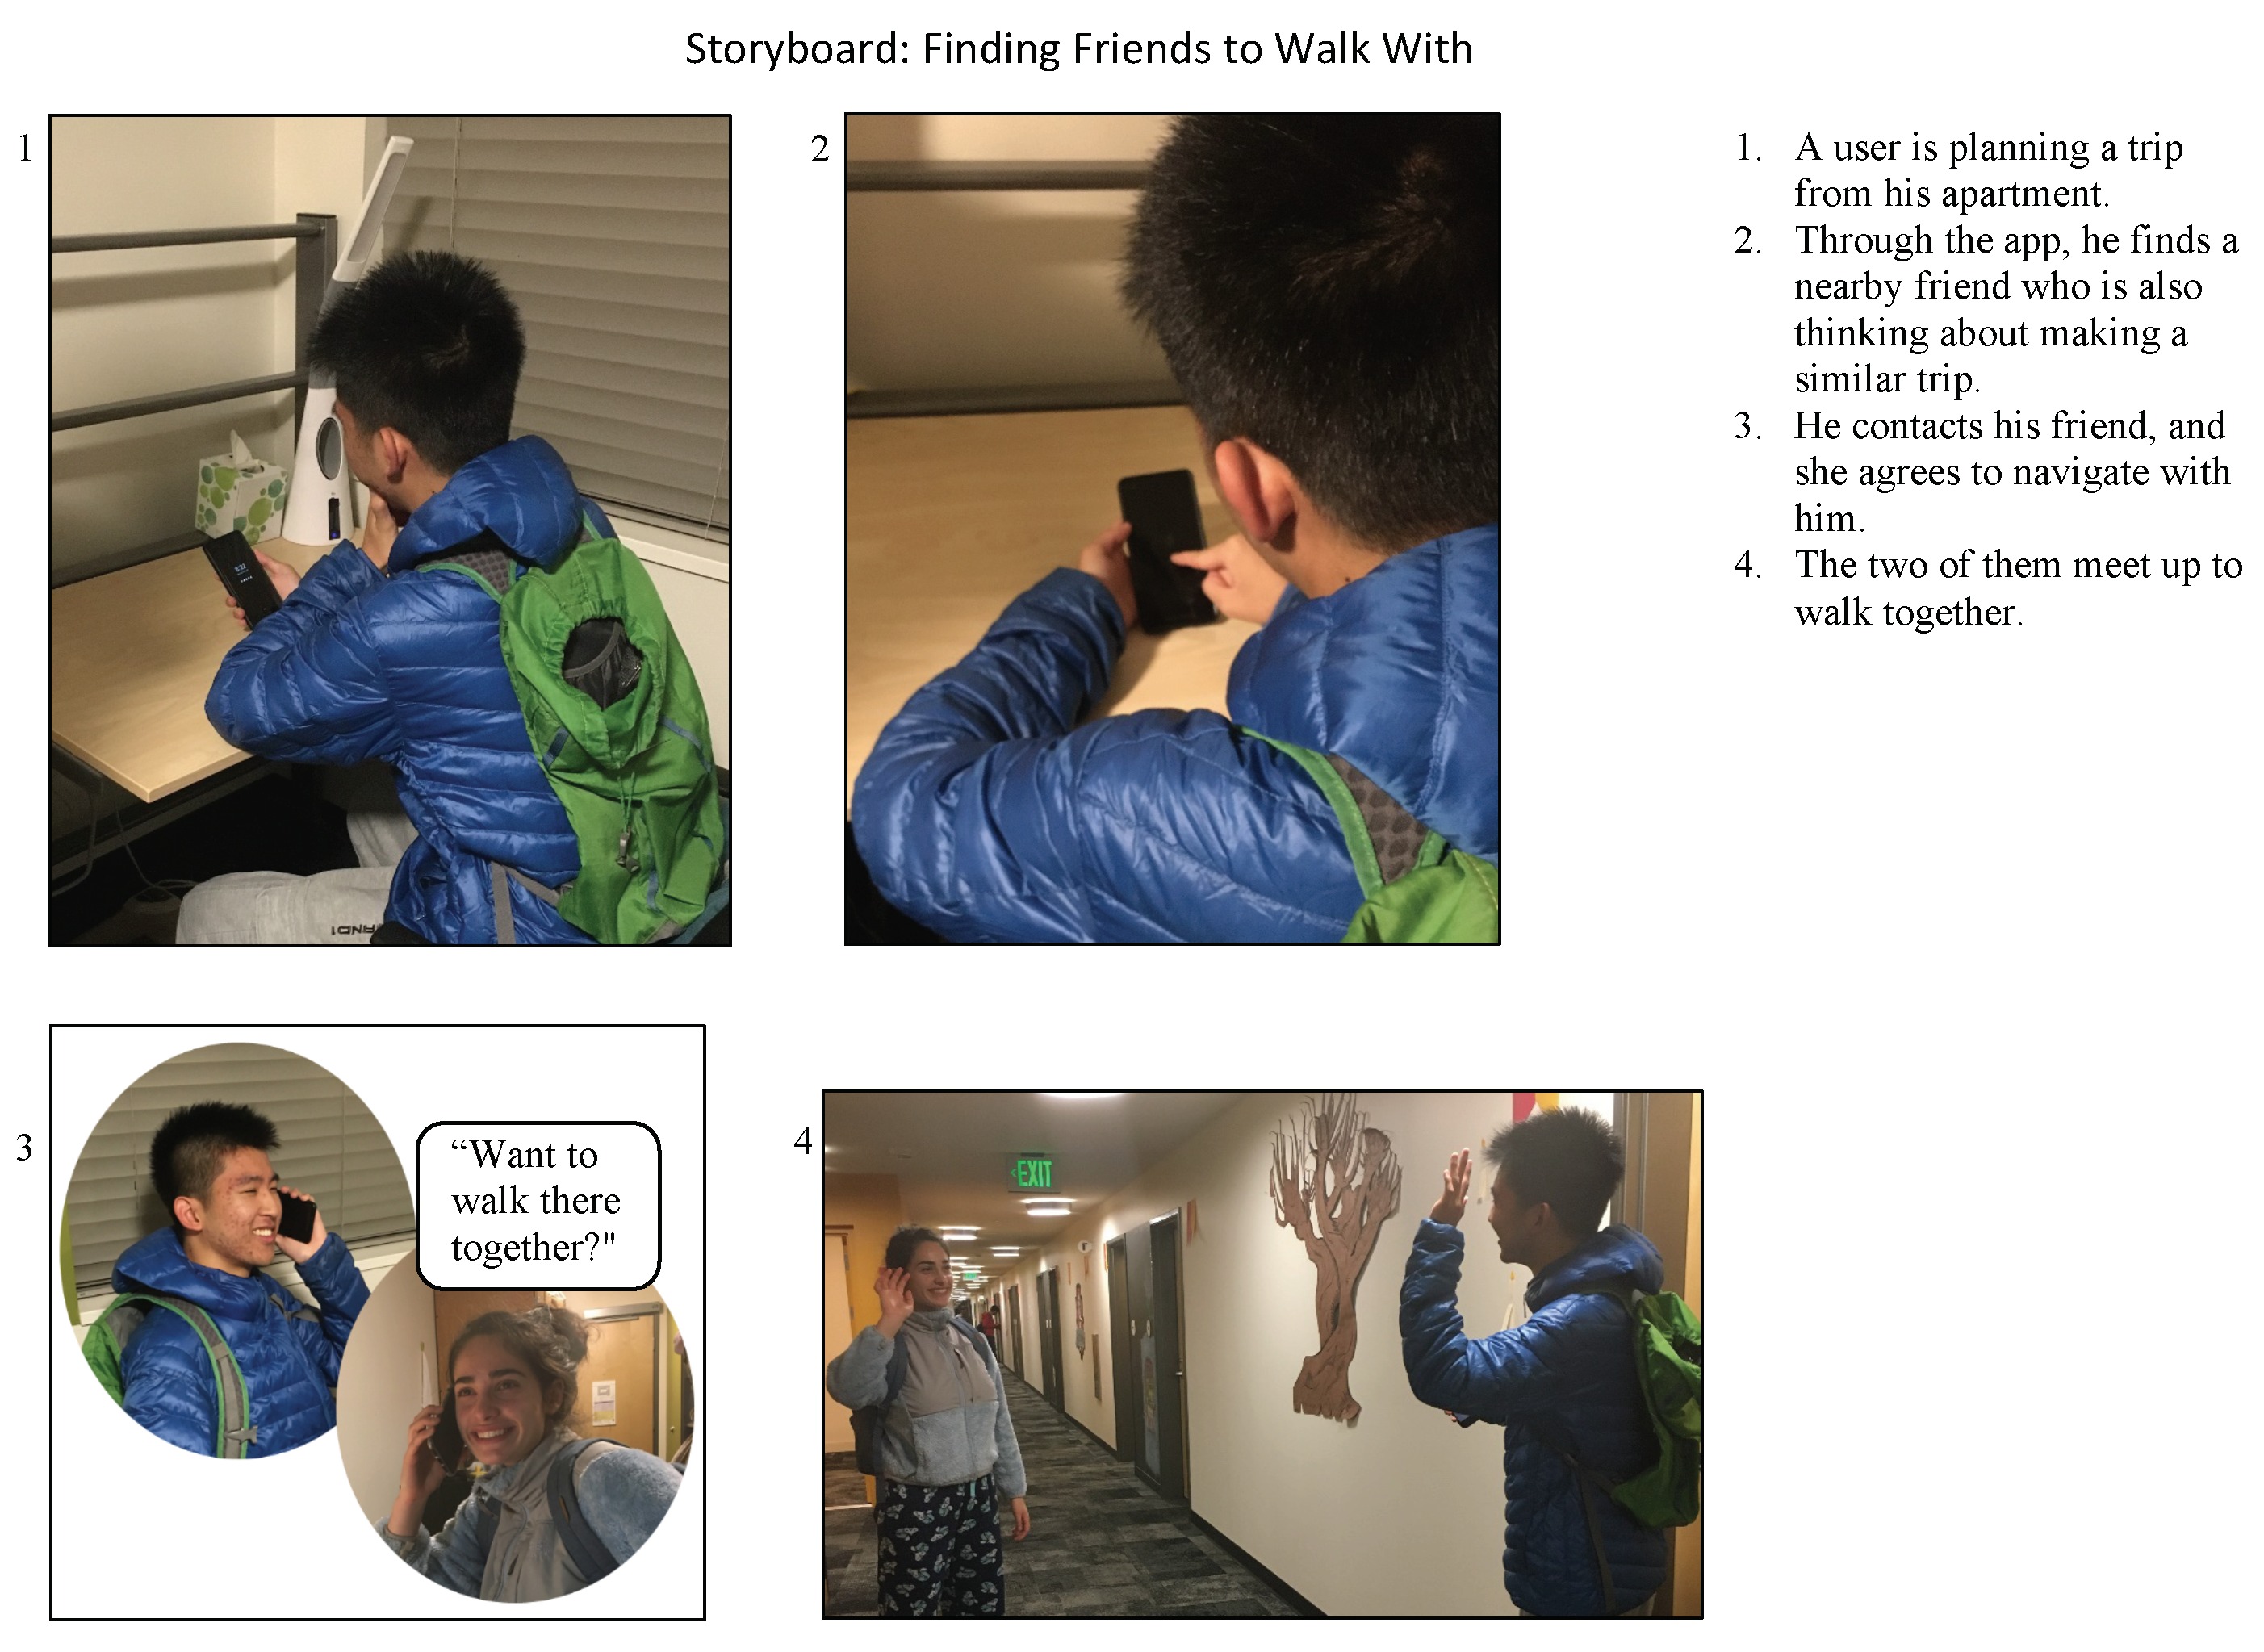 Storyboard: Finding Friends to Walk With
1
2
1. A user is planning a trip
from his apartment.
2. Through the app, he finds a
nearby friend who is also
thinking about making a
similar trip.
3. He contacts his friend, and
she agrees to navigate with
him.
4. The two of them meet up to
walk together.
3
“Want to
walk there
together?"
4
EXIT